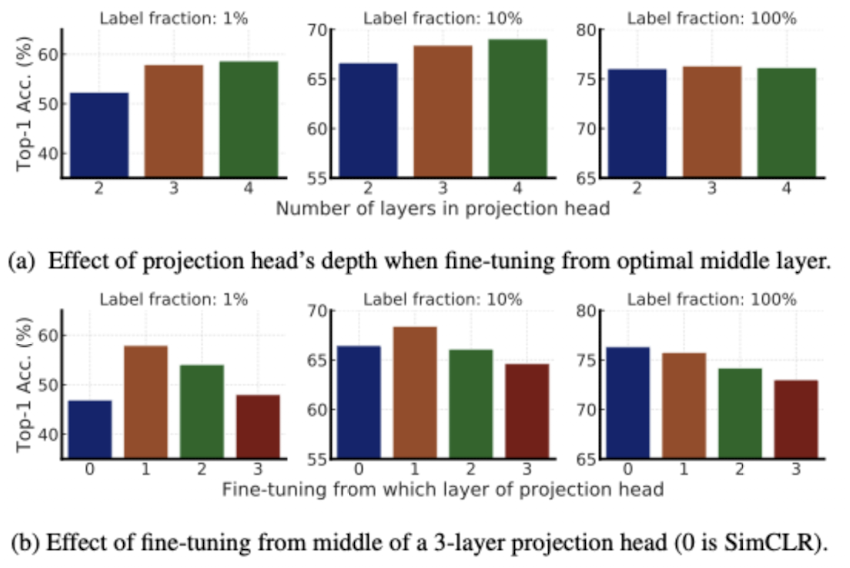 Label fraction: 1%
Label fraction: 10%
Label fraction: 100%
Top-1 Acc. (%)
60
50
40
70
65
60
55
80
75
70
65
2 3 4
2 3 4
2 3 4
Number of layers in projection head
(a) Effect of projection head's depth when fine-tuning from optimal middle layer.
Label fraction: 1%
Label fraction: 10%
Label fraction: 100%
Top-1 Acc. (%)
60
50
40
70
65
60
55
80
75
70
65
0 1 2 3
0 1 2 3
0 1 2 3
Fine-tuning from which layer of projection head
(b) Effect of fine-tuning from middle of a 3-layer projection head (0 is SimCLR).